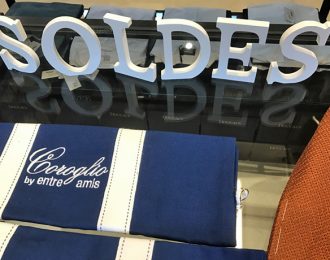 SOLDES
Coroglio
by entre
amis